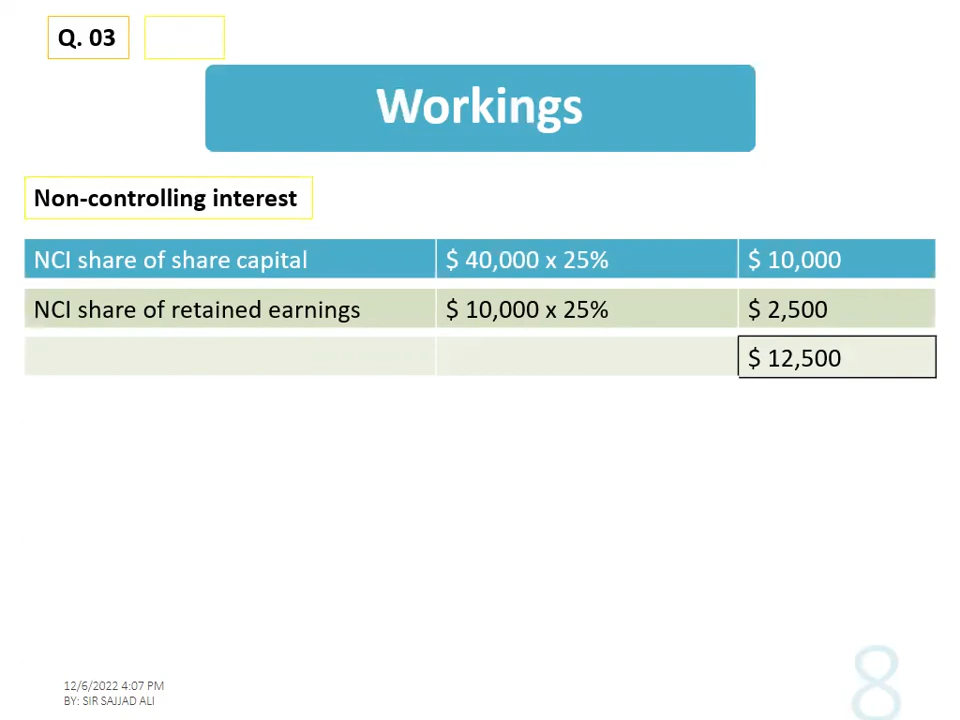 Q. 03
Workings
Non-controlling interest
NCI share of share capital $ 40,000 x 25% $ 10,000
NCI share of retained earnings $ 10,000 x 25% $ 2,500
$ 12,500
12/6/2022 4:07 PM
BY: SIR SAJJAD ALI
8